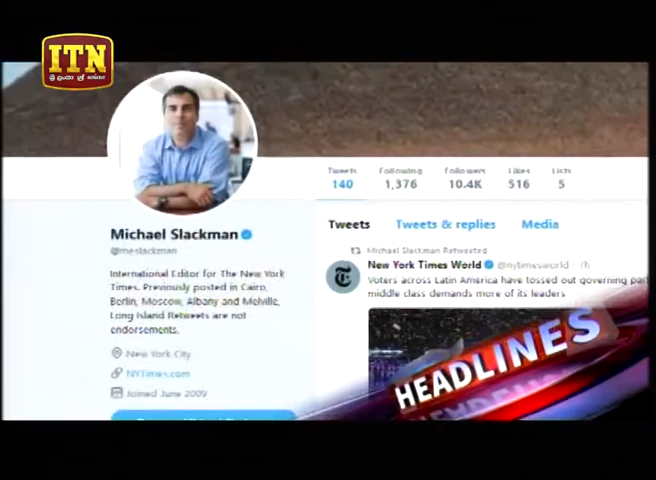 ITN
ශ්‍රී ලංකා இலங்கை
Tweets Following Followers Likes Lists
140 1,376 10.4K 516 5
Michael Slackman
@meslackman
International Editor for The New York
Times. Previously posted in Cairo,
Berlin, Moscow, Albany and Melville,
Long Island Retweets are not
endorsements.
New York City
NYTimes.com
Joined June 2009
Tweets Tweets & replies Media
Michael Slackman Retweeted
New York Times World @nytimesworld
Voters across Latin America have tossed out governing
middle class demands more of its leaders
HEADLINES